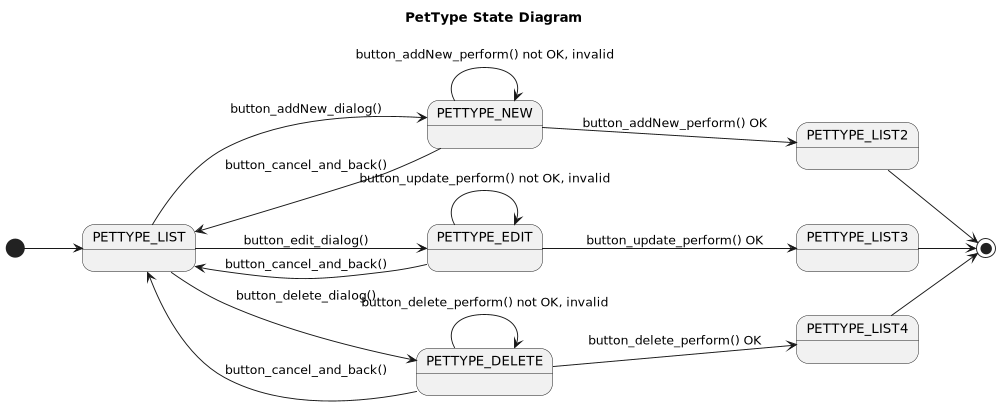 PetType State Diagram
button_addNew_perform() not OK, invalid
button_addNew_dialog()
PETTYPE_NEW
button_addNew_perform() OK
PETTYPE_LIST2
button_cancel_and_back()
button_update_perform() not OK, invalid
PETTYPE_LIST
button_edit_dialog()
PETTYPE_EDIT
button_update_perform() OK
PETTYPE_LIST3
button_cancel_and_back()
button_delete_dialog()
button_delete_perform() not OK, invalid
PETTYPE_DELETE
button_delete_perform() OK
PETTYPE_LIST4
button_cancel_and_back()